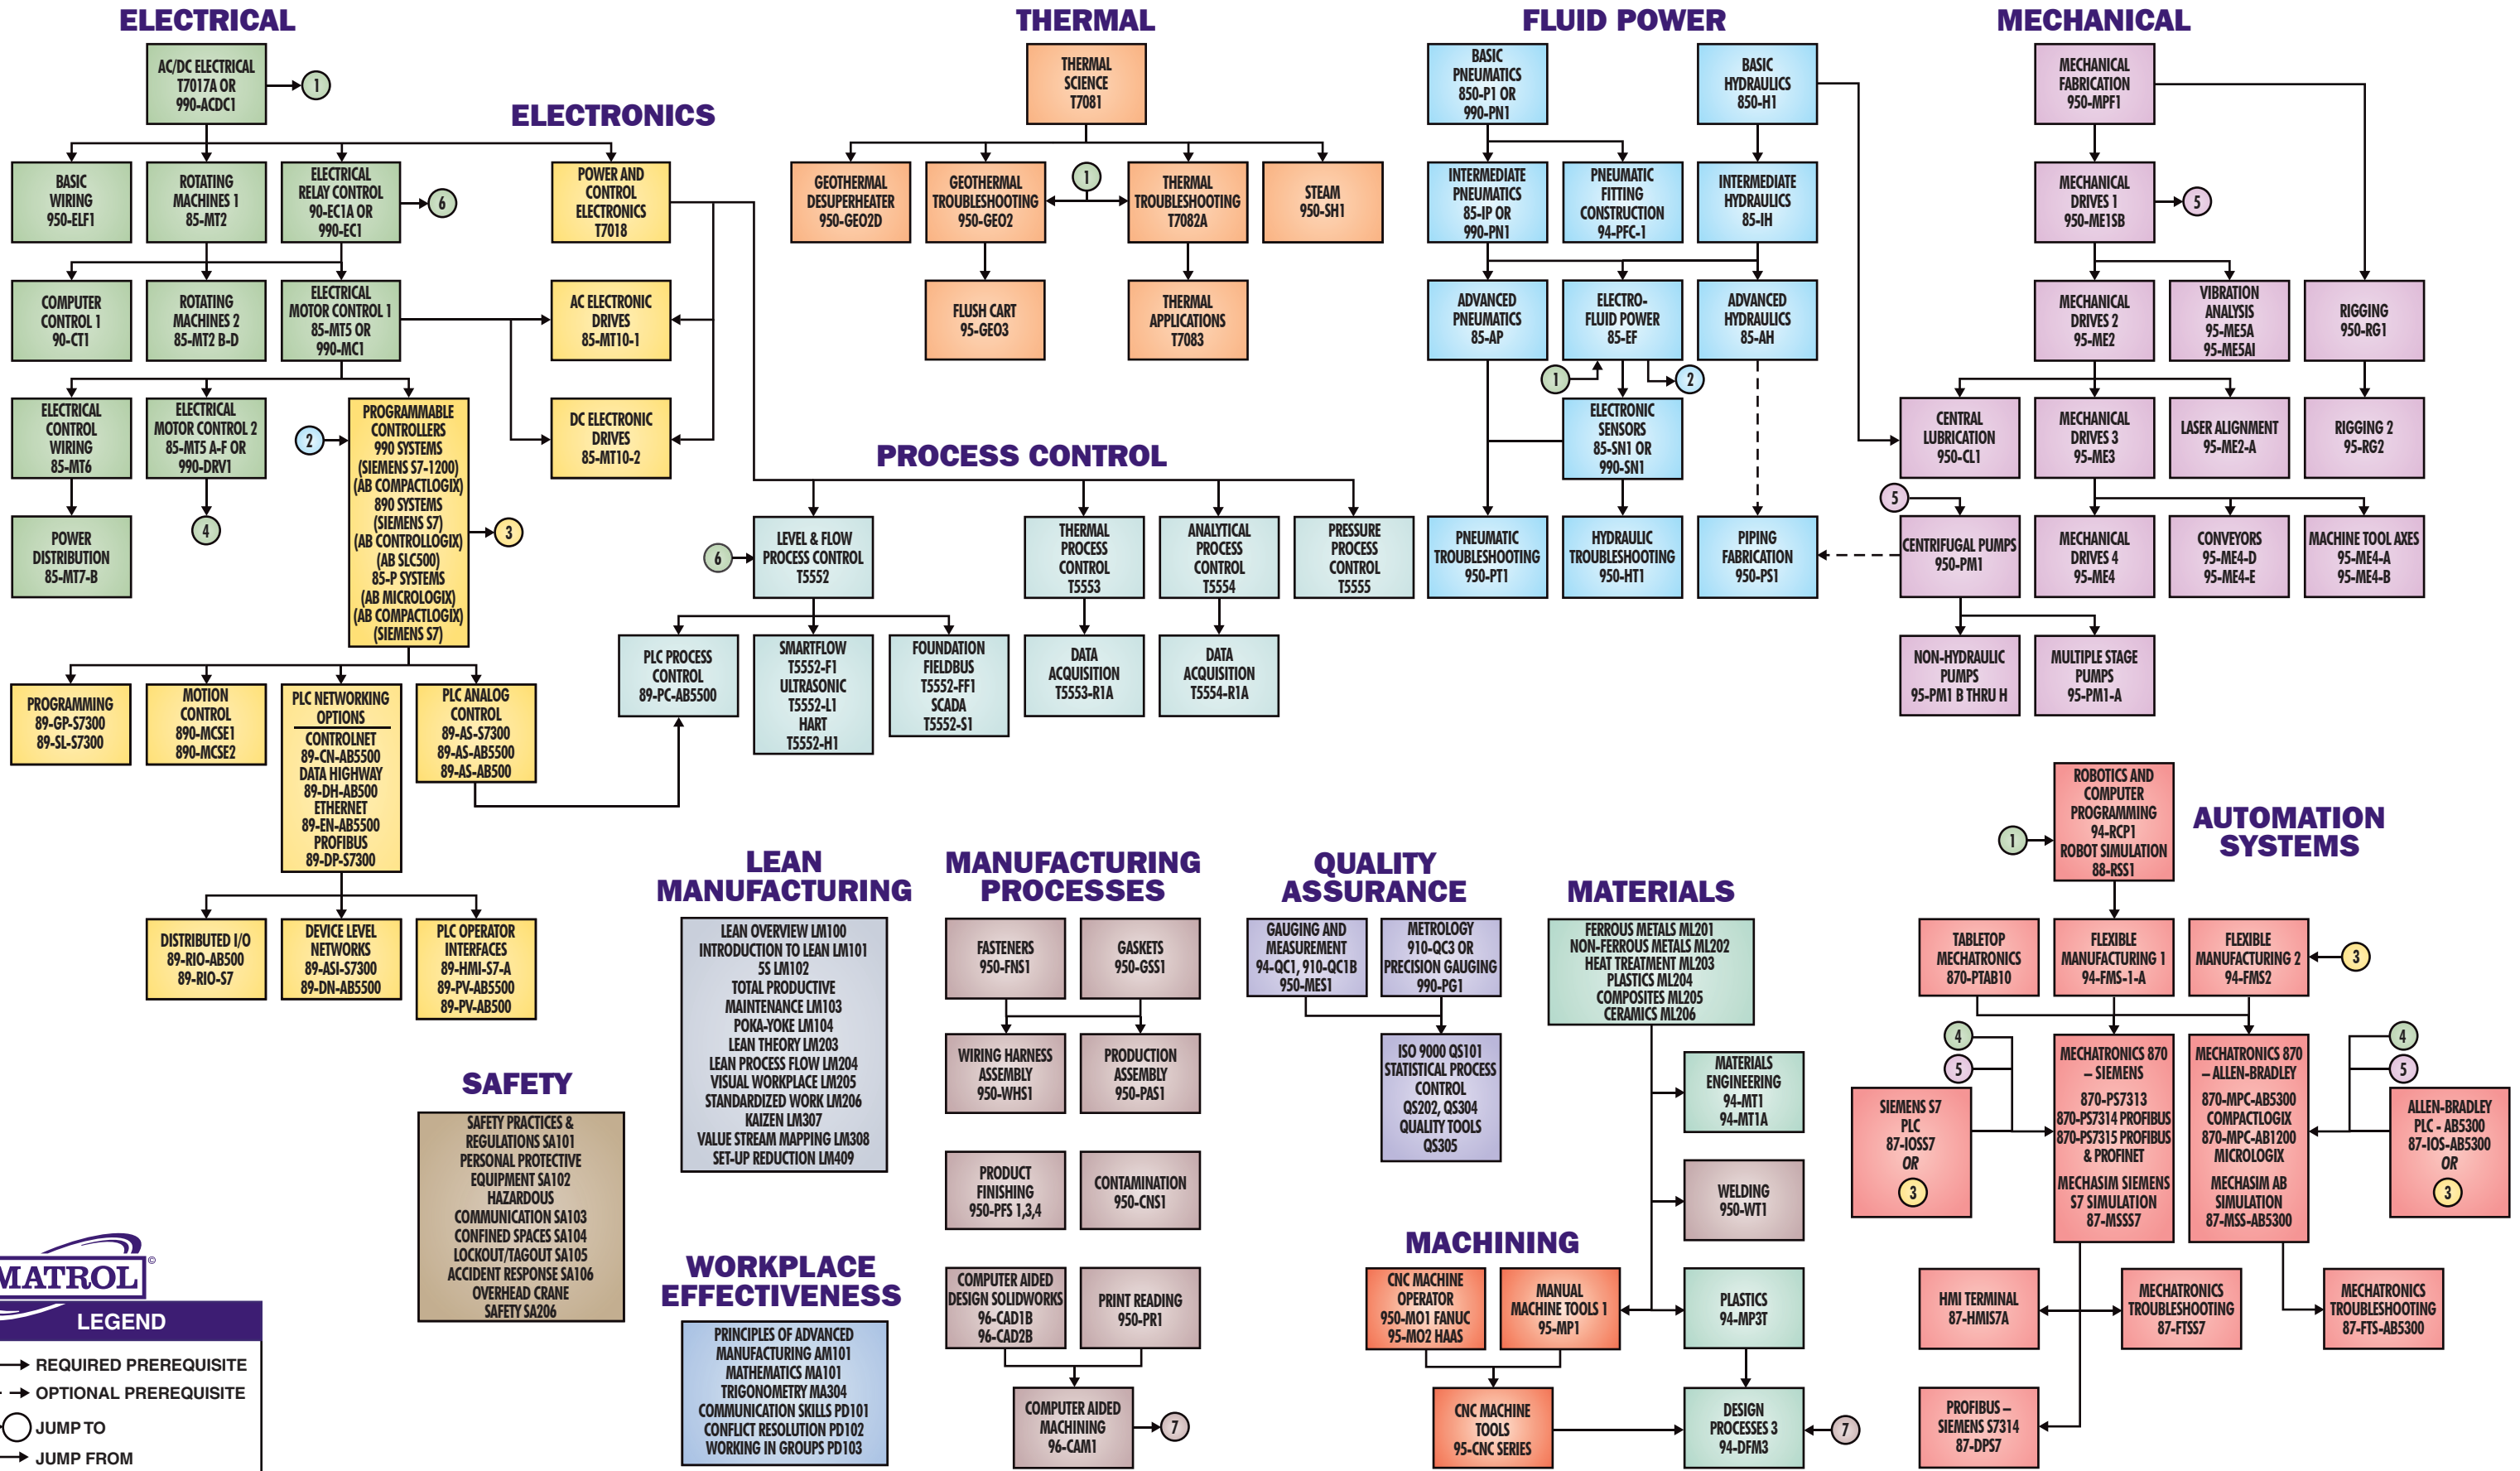 ELECTRICAL
AC/DC ELECTRICAL
T7017A OR
990-ACDC1
1
BASIC
WIRING
950-ELF1
ROTATING
MACHINES 1
85-MT2
ELECTRICAL
RELAY CONTROL
90-EC1A OR
990-EC1
6
COMPUTER
CONTROL 1
90-CT1
ROTATING
MACHINES 2
85-MT2 B-D
ELECTRICAL
MOTOR CONTROL 1
85-MT5 OR
990-MC1
ELECTRICAL
CONTROL
WIRING
85-MT6
ELECTRICAL
MOTOR CONTROL 2
85-MT5 A-F OR
990-DRV1
4
POWER
DISTRIBUTION
85-MT7-B
ELECTRONICS
POWER AND
CONTROL
ELECTRONICS
T7018
AC ELECTRONIC
DRIVES
85-MT10-1
DC ELECTRONIC
DRIVES
85-MT10-2
2
PROGRAMMABLE
CONTROLLERS
990 SYSTEMS
(SIEMENS S7-1200)
(AB COMPACTLOGIX)
890 SYSTEMS
(SIEMENS S7)
(AB CONTROLLOGIX)
(AB SLC500)
85-P SYSTEMS
(AB MICROLOGIX)
(AB COMPACTLOGIX)
(SIEMENS S7)
3
PROGRAMMING
89-GP-S7300
89-SL-S7300
MOTION
CONTROL
890-MCSE1
890-MCSE2
PLC NETWORKING
OPTIONS
CONTROLNET
89-CN-AB5500
DATA HIGHWAY
89-DH-AB500
ETHERNET
89-EN-AB5500
PROFIBUS
89-DP-S7300
PLC ANALOG
CONTROL
89-AS-S7300
89-AS-AB5500
89-AS-AB500
DISTRIBUTED I/O
89-RIO-AB500
89-RIO-S7
DEVICE LEVEL
NETWORKS
89-ASI-S7300
89-DN-AB5500
PLC OPERATOR
INTERFACES
89-HMI-S7-A
89-PV-AB5500
89-PV-AB500
THERMAL
THERMAL
SCIENCE
T7081
GEOTHERMAL
DESUPERHEATER
950-GEO2D
GEOTHERMAL
TROUBLESHOOTING
950-GEO2
1
THERMAL
TROUBLESHOOTING
T7082A
STEAM
950-SH1
FLUSH CART
95-GEO3
THERMAL
APPLICATIONS
T7083
PROCESS CONTROL
6
LEVEL & FLOW
PROCESS CONTROL
T5552
THERMAL
PROCESS
CONTROL
T5553
ANALYTICAL
PROCESS
CONTROL
T5554
PRESSURE
PROCESS
CONTROL
T5555
PLC PROCESS
CONTROL
89-PC-AB5500
SMARTFLOW
T5552-F1
ULTRASONIC
T5552-L1
HART
T5552-H1
FOUNDATION
FIELDBUS
T5552-FF1
SCADA
T5552-S1
DATA
ACQUISITION
T5553-R1A
DATA
ACQUISITION
T5554-R1A
FLUID POWER
BASIC
PNEUMATICS
850-P1 OR
990-PN1
BASIC
HYDRAULICS
850-H1
INTERMEDIATE
PNEUMATICS
85-IP OR
990-PN1
PNEUMATIC
FITTING
CONSTRUCTION
94-PFC-1
INTERMEDIATE
HYDRAULICS
85-IH
ADVANCED
PNEUMATICS
85-AP
ELECTRO-
FLUID POWER
85-EF
ADVANCED
HYDRAULICS
85-AH
1
2
ELECTRONIC
SENSORS
85-SN1 OR
990-SN1
PNEUMATIC
TROUBLESHOOTING
950-PT1
HYDRAULIC
TROUBLESHOOTING
950-HT1
PIPING
FABRICATION
950-PS1
MECHANICAL
MECHANICAL
FABRICATION
950-MPF1
MECHANICAL
DRIVES 1
950-ME1SB
5
MECHANICAL
DRIVES 2
95-ME2
VIBRATION
ANALYSIS
95-ME5A
95-ME5AI
RIGGING
950-RG1
CENTRAL
LUBRICATION
950-CL1
MECHANICAL
DRIVES 3
95-ME3
LASER ALIGNMENT
95-ME2-A
RIGGING 2
95-RG2
5
CENTRIFUGAL PUMPS
950-PM1
MECHANICAL
DRIVES 4
95-ME4
CONVEYORS
95-ME4-D
95-ME4-E
MACHINE TOOL AXES
95-ME4-A
95-ME4-B
NON-HYDRAULIC
PUMPS
95-PM1 B THRU H
MULTIPLE STAGE
PUMPS
95-PM1-A
SAFETY
SAFETY PRACTICES &
REGULATIONS SA101
PERSONAL PROTECTIVE
EQUIPMENT SA102
HAZARDOUS
COMMUNICATION SA103
CONFINED SPACES SA104
LOCKOUT/TAGOUT SA105
ACCIDENT RESPONSE SA106
OVERHEAD CRANE
SAFETY SA206
LEAN
MANUFACTURING
LEAN OVERVIEW LM100
INTRODUCTION TO LEAN LM101
5S LM102
TOTAL PRODUCTIVE
MAINTENANCE LM103
POKA-YOKE LM104
LEAN THEORY LM203
LEAN PROCESS FLOW LM204
VISUAL WORKPLACE LM205
STANDARDIZED WORK LM206
KAIZEN LM307
VALUE STREAM MAPPING LM308
SET-UP REDUCTION LM409
WORKPLACE
EFFECTIVENESS
PRINCIPLES OF ADVANCED
MANUFACTURING AM101
MATHEMATICS MA101
TRIGONOMETRY MA304
COMMUNICATION SKILLS PD101
CONFLICT RESOLUTION PD102
WORKING IN GROUPS PD103
MANUFACTURING
PROCESSES
FASTENERS
950-FNS1
GASKETS
950-GSS1
WIRING HARNESS
ASSEMBLY
950-WHS1
PRODUCTION
ASSEMBLY
950-PAS1
PRODUCT
FINISHING
950-PFS 1,3,4
CONTAMINATION
950-CNS1
COMPUTER AIDED
DESIGN SOLIDWORKS
96-CAD1B
96-CAD2B
PRINT READING
950-PR1
COMPUTER AIDED
MACHINING
96-CAM1
7
QUALITY
ASSURANCE
GAUGING AND
MEASUREMENT
94-QC1, 910-QC1B
950-MES1
METROLOGY
910-QC3 OR
PRECISION GAUGING
990-PG1
ISO 9000 QS101
STATISTICAL PROCESS
CONTROL
QS202, QS304
QUALITY TOOLS
QS305
MATERIALS
FERROUS METALS ML201
NON-FERROUS METALS ML202
HEAT TREATMENT ML203
PLASTICS ML204
COMPOSITES ML205
CERAMICS ML206
MATERIALS
ENGINEERING
94-MT1
94-MT1A
WELDING
950-WT1
PLASTICS
94-MP3T
DESIGN
PROCESSES 3
94-DFM3
7
MACHINING
CNC MACHINE
OPERATOR
950-MO1 FANUC
95-MO2 HAAS
MANUAL
MACHINE TOOLS 1
95-MP1
CNC MACHINE
TOOLS
95-CNC SERIES
AUTOMATION
SYSTEMS
1
ROBOTICS AND
COMPUTER
PROGRAMMING
94-RCP1
ROBOT SIMULATION
88-RSS1
TABLETOP
MECHATRONICS
870-PTAB10
FLEXIBLE
MANUFACTURING 1
94-FMS-1-A
FLEXIBLE
MANUFACTURING 2
94-FMS2
3
4
5
SIEMENS S7
PLC
87-IOSS7
OR
3
MECHATRONICS 870
– SIEMENS
870-PS7313
870-PS7314 PROFIBUS
870-PS7315 PROFIBUS
& PROFINET
MECHASIM SIEMENS
S7 SIMULATION
87-MSSS7
MECHATRONICS 870
– ALLEN-BRADLEY
870-MPC-AB5300
COMPACTLOGIX
870-MPC-AB1200
MICROLOGIX
MECHASIM AB
SIMULATION
87-MSS-AB5300
4
5
ALLEN-BRADLEY
PLC - AB5300
87-IOS-AB5300
OR
3
HMI TERMINAL
87-HMIS7A
MECHATRONICS
TROUBLESHOOTING
87-FTSS7
MECHATRONICS
TROUBLESHOOTING
87-FTS-AB5300
PROFIBUS –
SIEMENS S7314
87-DPS7
MATROL
©
LEGEND
REQUIRED PREREQUISITE
OPTIONAL PREREQUISITE
JUMP TO
JUMP FROM